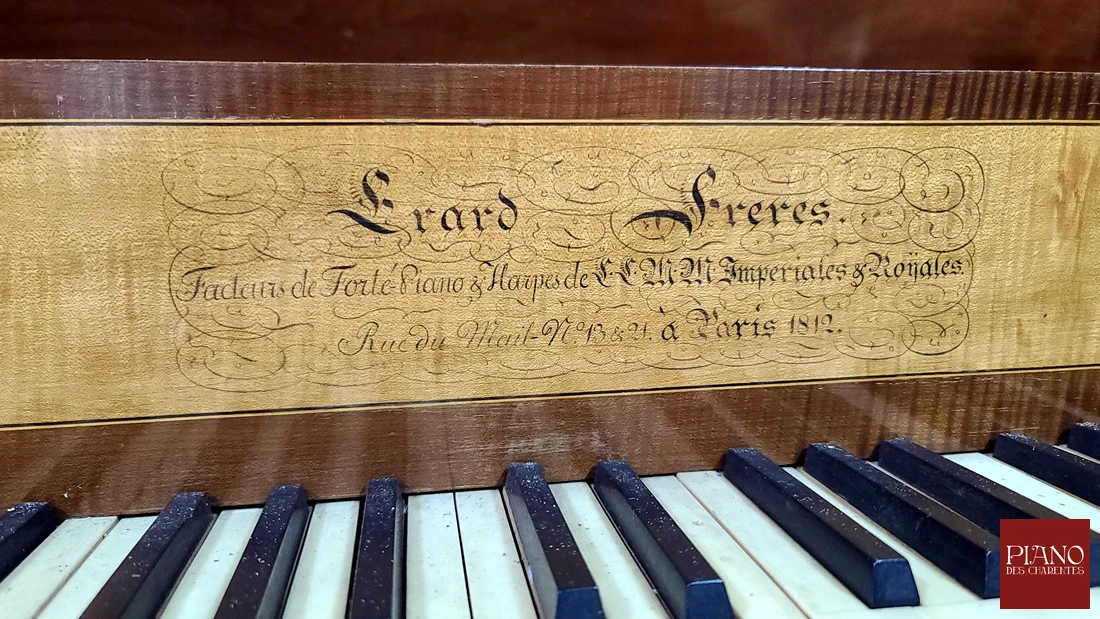 Erard Freres.
Facteurs de Forté-Piano & Harpes de LL MM Imperiales & Royales.
Rue du Mail-No. 13 & 21. à Paris 1812.
PIANO
DES CHARENTES